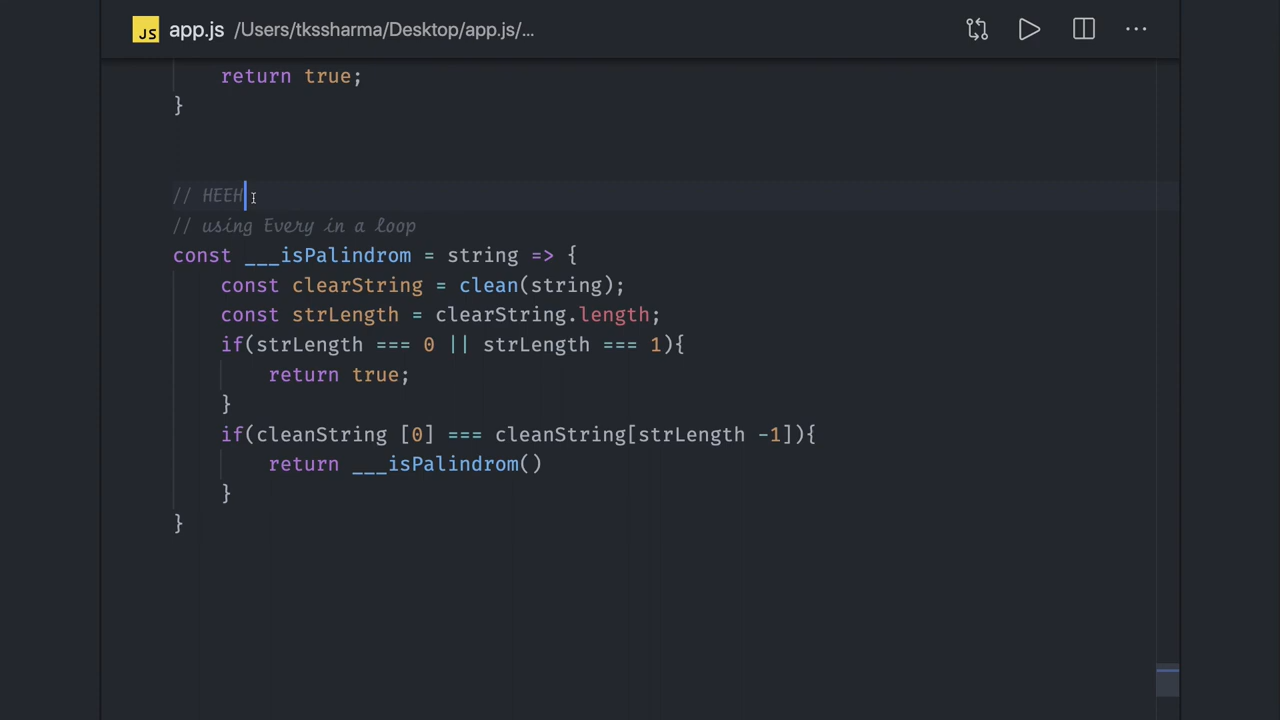 JS app.js /Users/tkssharma/Desktop/app.js/...
return true;
}
// HEEH
// using Every in a loop
const ___isPalindrom = string => {
const clearString = clean(string);
const strLength = clearString.length;
if(strLength === 0 || strLength === 1){
return true;
}
if(cleanString [0] === cleanString[strLength -1]){
return ___isPalindrom()
}
}